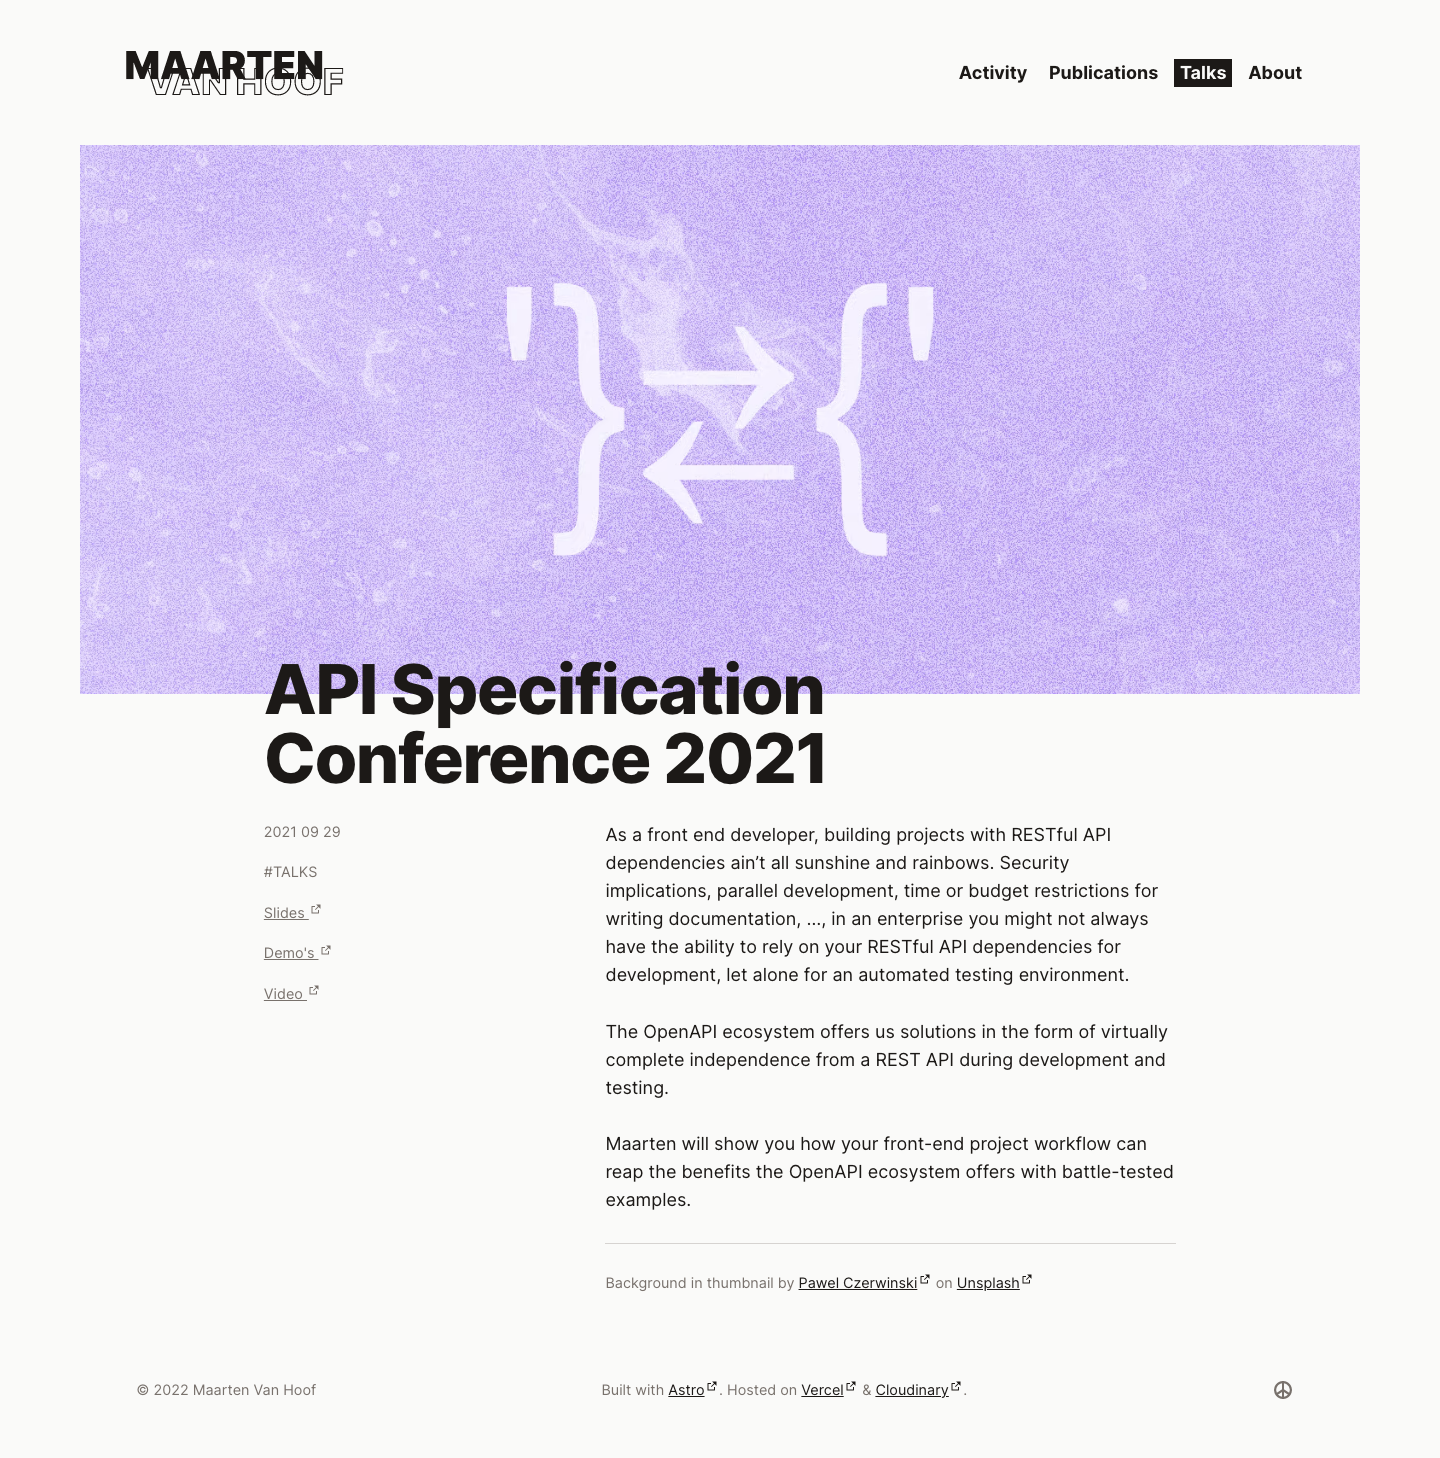 MAARTEN
VAN HOOF
Activity Publications Talks About
'}⇄{'
API Specification
Conference 2021
2021 09 29
#TALKS
Slides
Demo's
Video
As a front end developer, building projects with RESTful API
dependencies ain’t all sunshine and rainbows. Security
implications, parallel development, time or budget restrictions for
writing documentation, …, in an enterprise you might not always
have the ability to rely on your RESTful API dependencies for
development, let alone for an automated testing environment.
The OpenAPI ecosystem offers us solutions in the form of virtually
complete independence from a REST API during development and
testing.
Maarten will show you how your front-end project workflow can
reap the benefits the OpenAPI ecosystem offers with battle-tested
examples.
Background in thumbnail by Pawel Czerwinski on Unsplash
© 2022 Maarten Van Hoof
Built with Astro. Hosted on Vercel & Cloudinary.